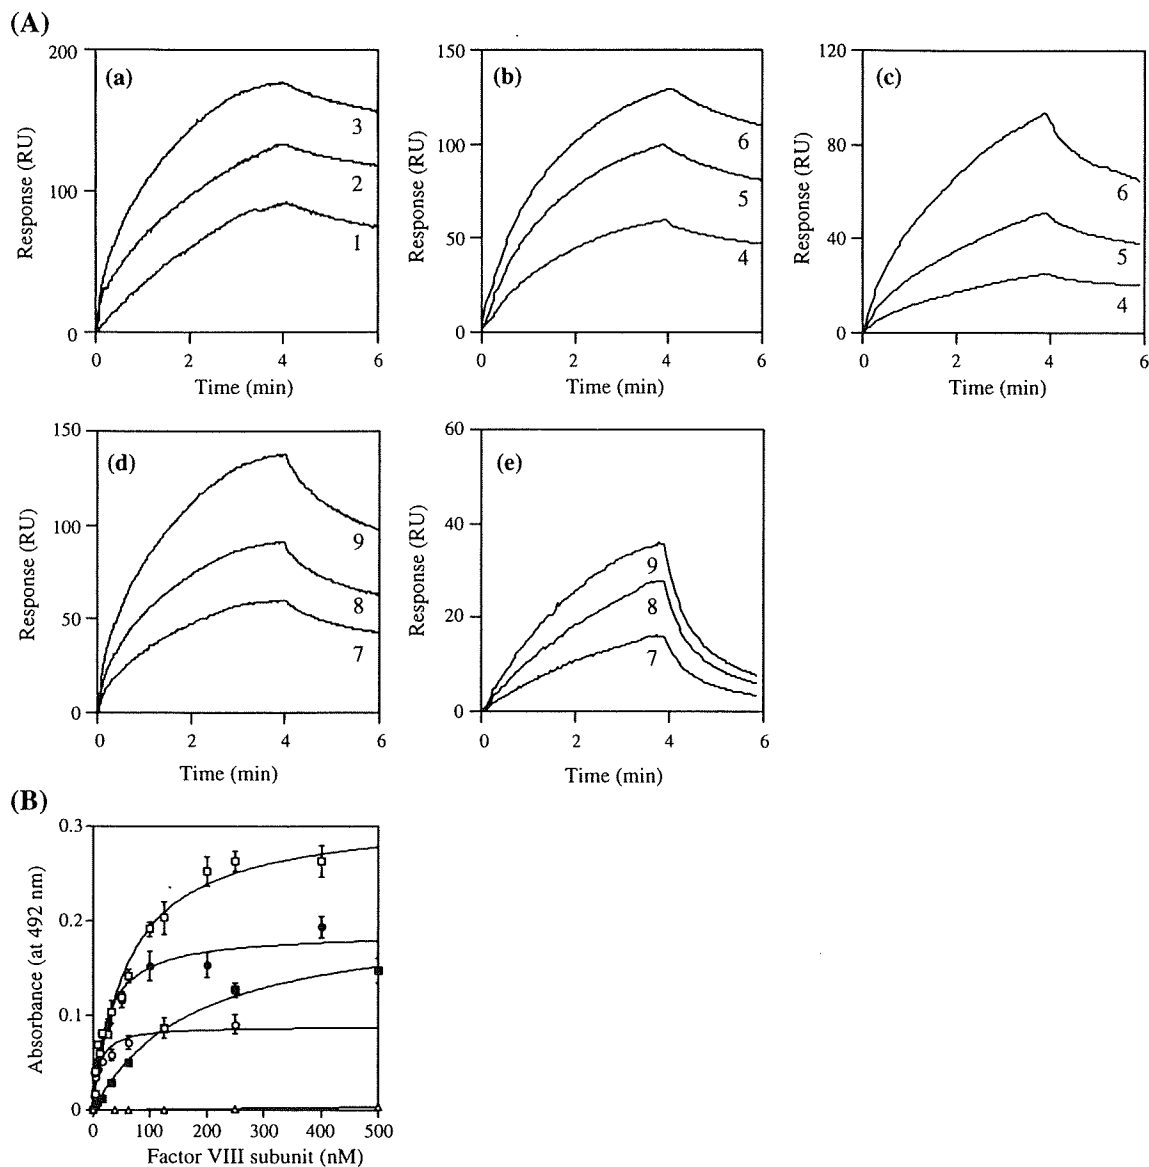 (A)
200
100
0
Response (RU)
(a)
3
2
1
0 2 4 6
Time (min)
150
100
50
0
Response (RU)
(b)
6
5
4
0 2 4 6
Time (min)
120
80
40
0
Response (RU)
(c)
6
5
4
0 2 4 6
Time (min)
150
100
50
0
Response (RU)
(d)
9
8
7
0 2 4 6
Time (min)
60
40
20
0
Response (RU)
(e)
9
8
7
0 2 4 6
Time (min)
(B)
0.3
0.2
0.1
0
Absorbance (at 492 nm)
0 100 200 300 400 500
Factor VIII subunit (nM)